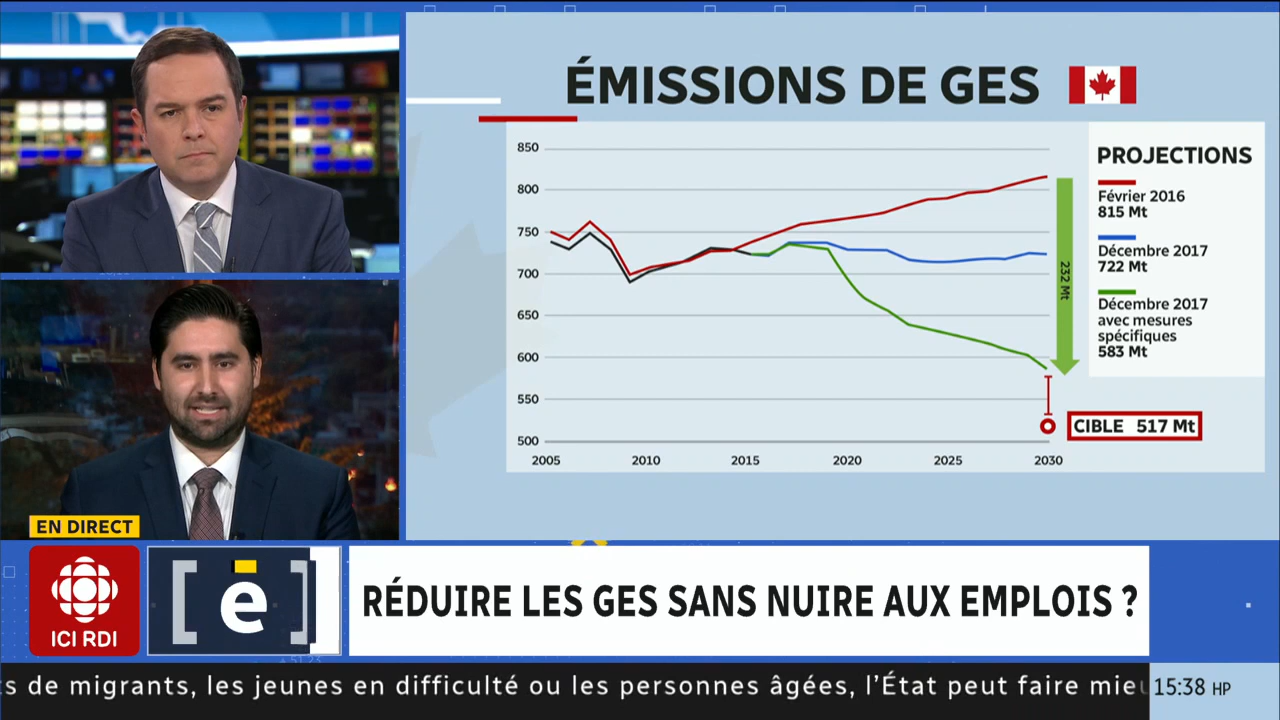 ÉMISSIONS DE GES
850
800
750
700
650
600
550
500
2005 2010 2015 2020 2025 2030
232 Mt
PROJECTIONS
Février 2016
815 Mt
Décembre 2017
722 Mt
Décembre 2017
avec mesures
spécifiques
583 Mt
CIBLE 517 Mt
EN DIRECT
ICI RDI
[é]
RÉDUIRE LES GES SANS NUIRE AUX EMPLOIS ?
s de migrants, les jeunes en difficulté ou les personnes âgées, l'État peut faire mieu
15:38 HP